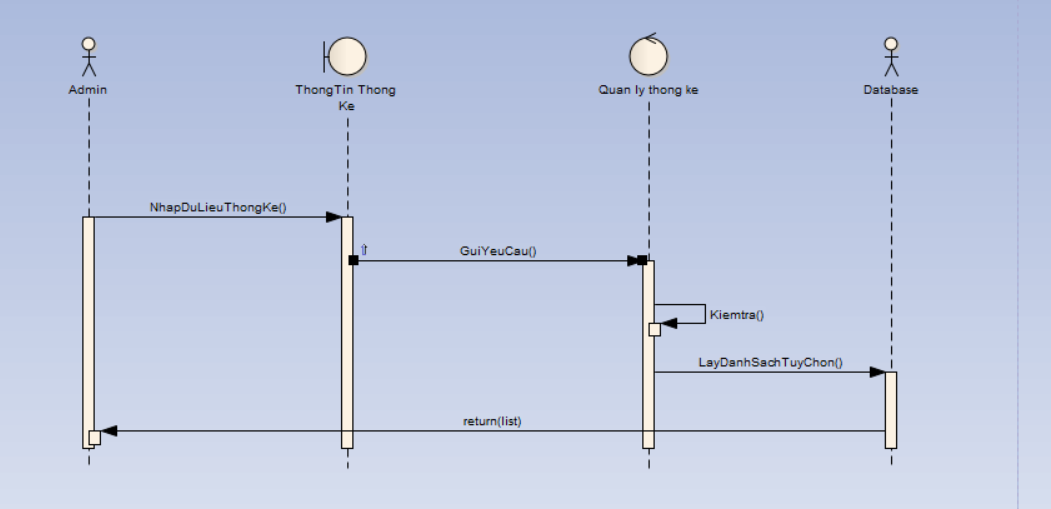 Admin
ThongTin Thong
Ke
Quan ly thong ke
Database
NhapDuLieuThongKe()
GuiYeuCau()
Kiemtra()
LayDanhSachTuyChon()
return(list)